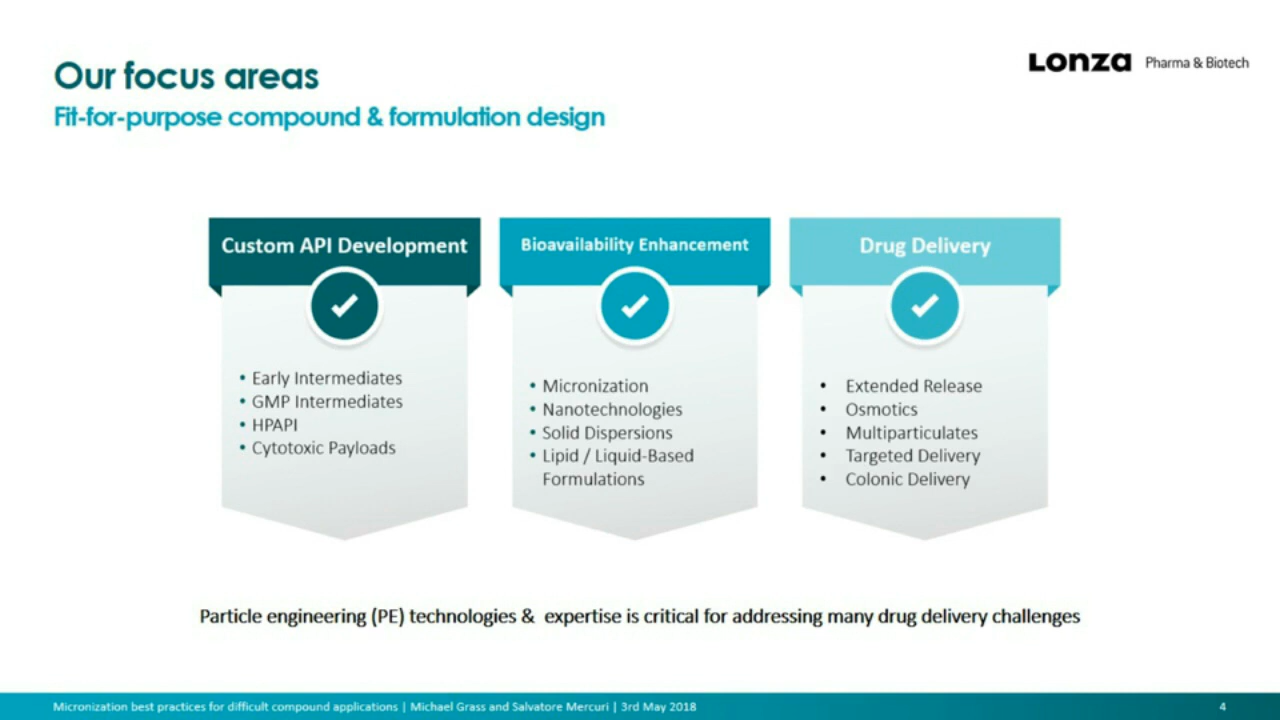 Our focus areas
Lonza Pharma & Biotech
Fit-for-purpose compound & formulation design
Custom API Development
• Early Intermediates
• GMP Intermediates
• HPAPI
• Cytotoxic Payloads
Bioavailability Enhancement
• Micronization
• Nanotechnologies
• Solid Dispersions
• Lipid / Liquid-Based
Formulations
Drug Delivery
• Extended Release
• Osmotics
• Multiparticulates
• Targeted Delivery
• Colonic Delivery
Particle engineering (PE) technologies &  expertise is critical for addressing many drug delivery challenges
Micronization best practices for difficult compound applications | Michael Grass and Salvatore Mercuri | 3rd May 2018
4